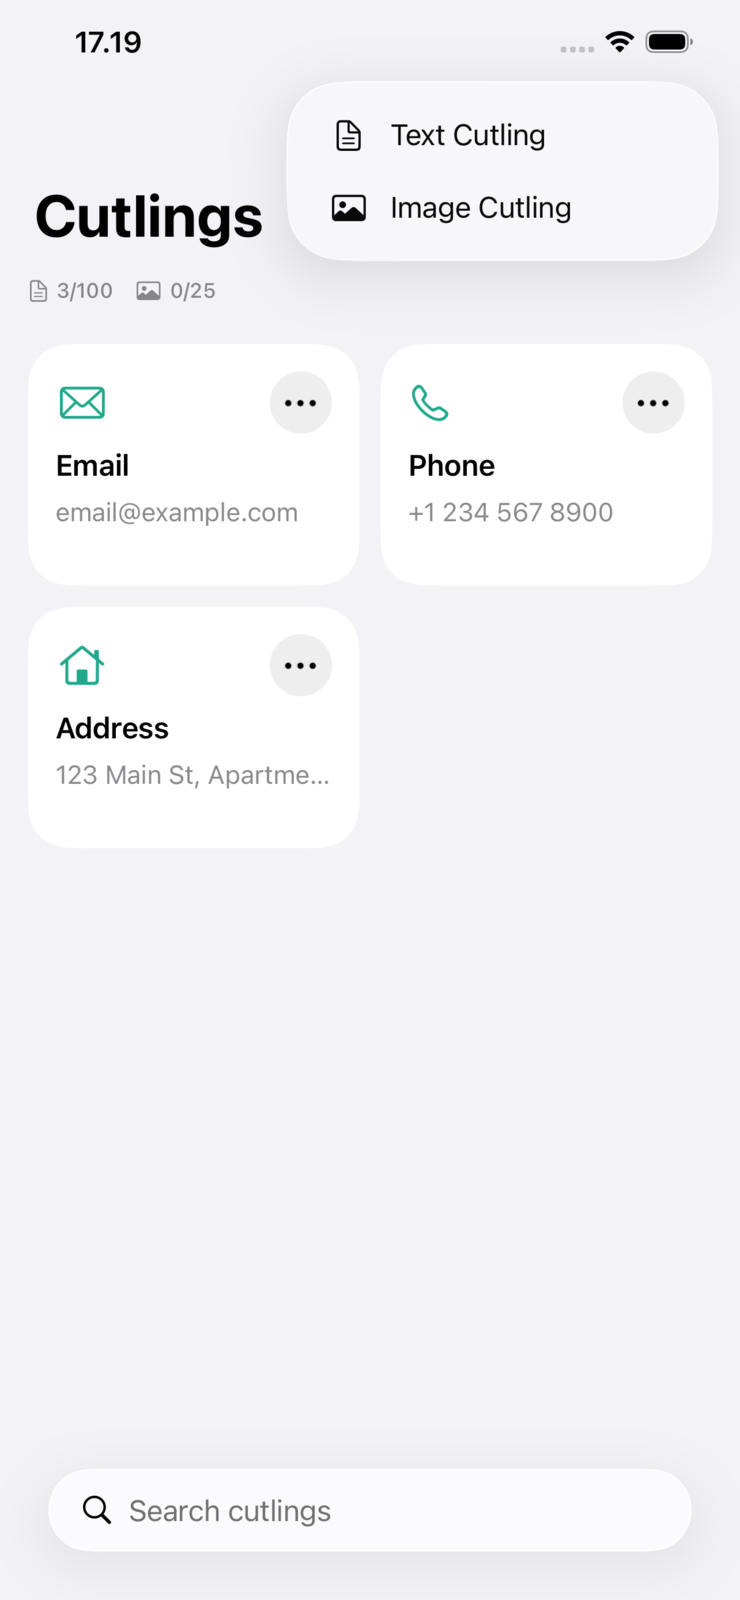 17.19
Text Cutling
Image Cutling
Cutlings
3/100 0/25
Email
email@example.com
Phone
+1 234 567 8900
Address
123 Main St, Apartme...
Search cutlings